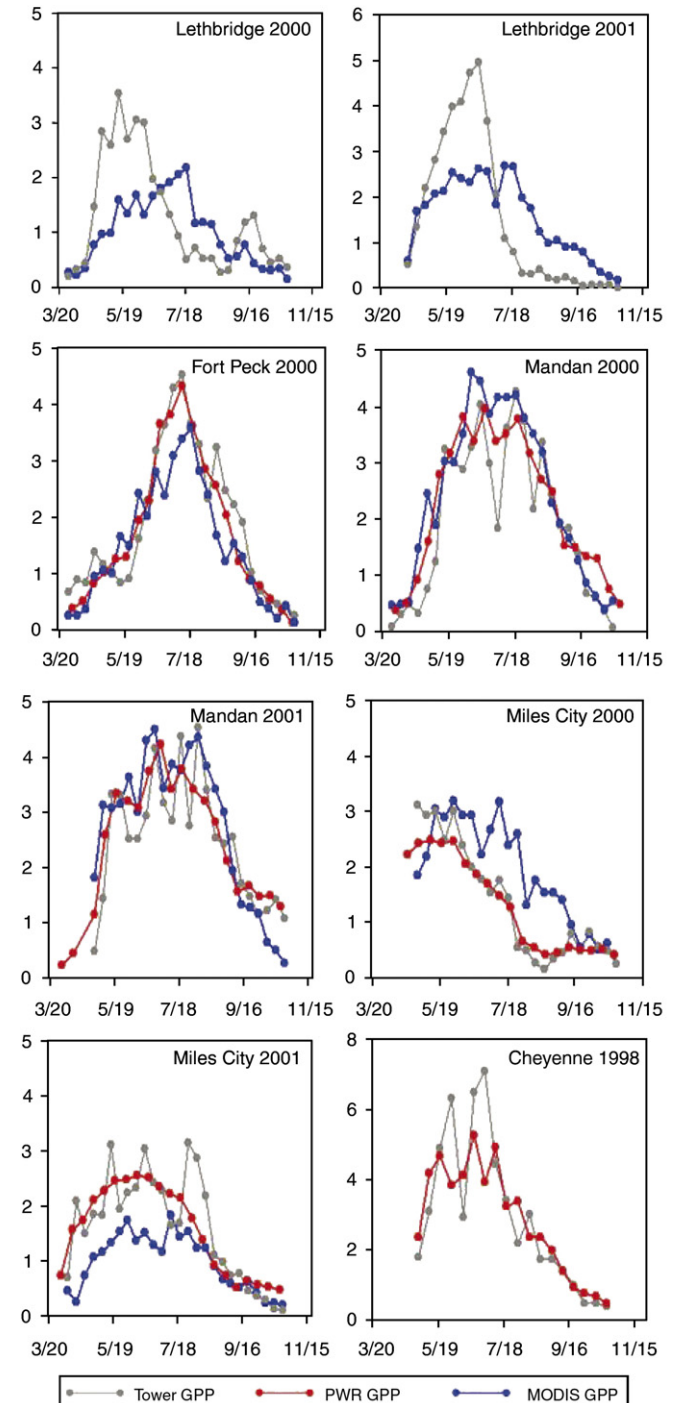 Lethbridge 2000
5
4
3
2
1
0
3/20 5/19 7/18 9/16 11/15
Lethbridge 2001
6
5
4
3
2
1
0
3/20 5/19 7/18 9/16 11/15
Fort Peck 2000
5
4
3
2
1
0
3/20 5/19 7/18 9/16 11/15
Mandan 2000
5
4
3
2
1
0
3/20 5/19 7/18 9/16 11/15
Mandan 2001
5
4
3
2
1
0
3/20 5/19 7/18 9/16 11/15
Miles City 2000
5
4
3
2
1
0
3/20 5/19 7/18 9/16 11/15
Miles City 2001
5
4
3
2
1
0
3/20 5/19 7/18 9/16 11/15
Cheyenne 1998
8
6
4
2
0
3/20 5/19 7/18 9/16 11/15
Tower GPP PWR GPP MODIS GPP